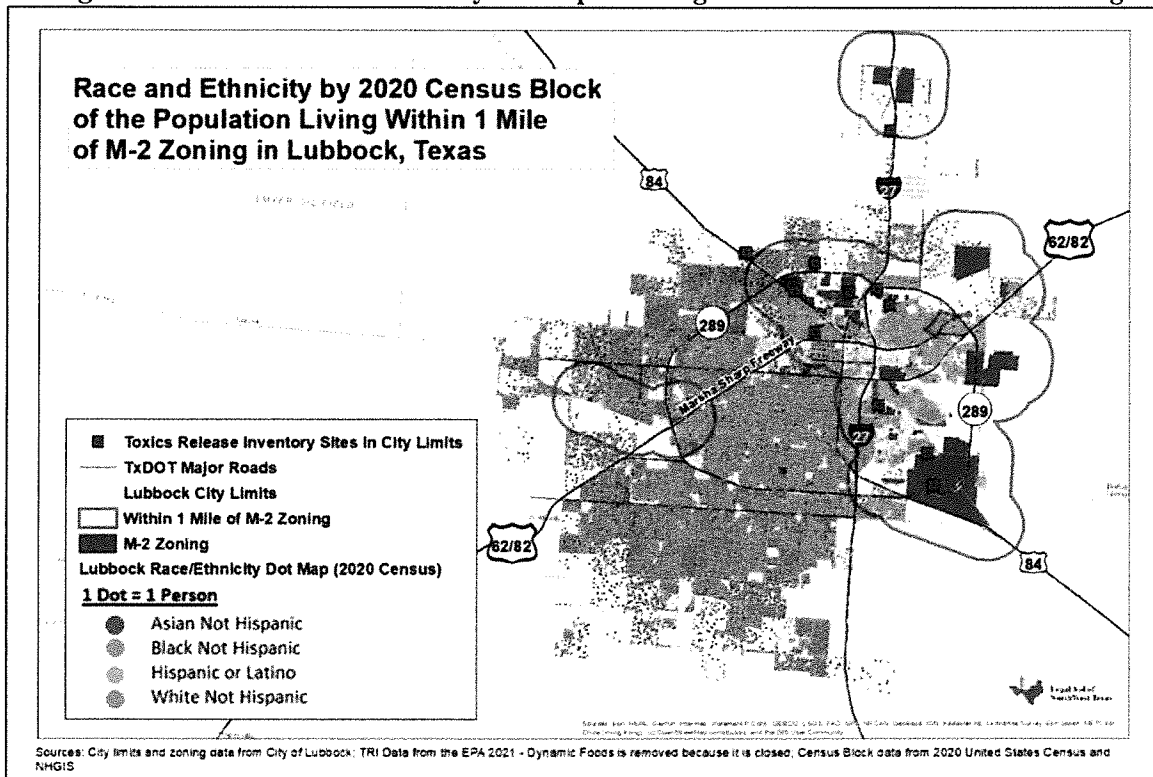 Race and Ethnicity by 2020 Census Block
of the Population Living Within 1 Mile
of M-2 Zoning in Lubbock, Texas
84
27
62/82
289
Marsha Sharp Freeway
289
27
62/82
84
Toxics Release Inventory Sites in City Limits
TxDOT Major Roads
Lubbock City Limits
Within 1 Mile of M-2 Zoning
M-2 Zoning
Lubbock Race/Ethnicity Dot Map (2020 Census)
1 Dot = 1 Person
Asian Not Hispanic
Black Not Hispanic
Hispanic or Latino
White Not Hispanic
Legal Aid of
NorthWest Texas
Sources: City limits and zoning data from City of Lubbock; TRI Data from the EPA 2021 - Dynamic Foods is removed because it is closed; Census Block data from 2020 United States Census and
NHGIS